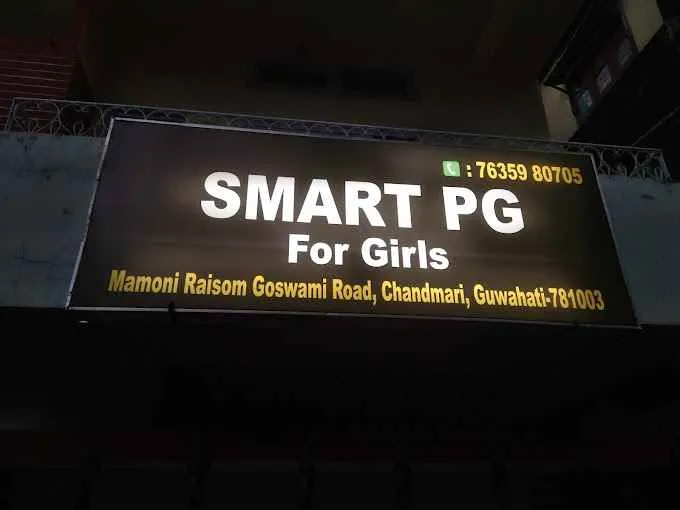 : 76359 80705
SMART PG
For Girls
Mamoni Raisom Goswami Road, Chandmari, Guwahati-781003